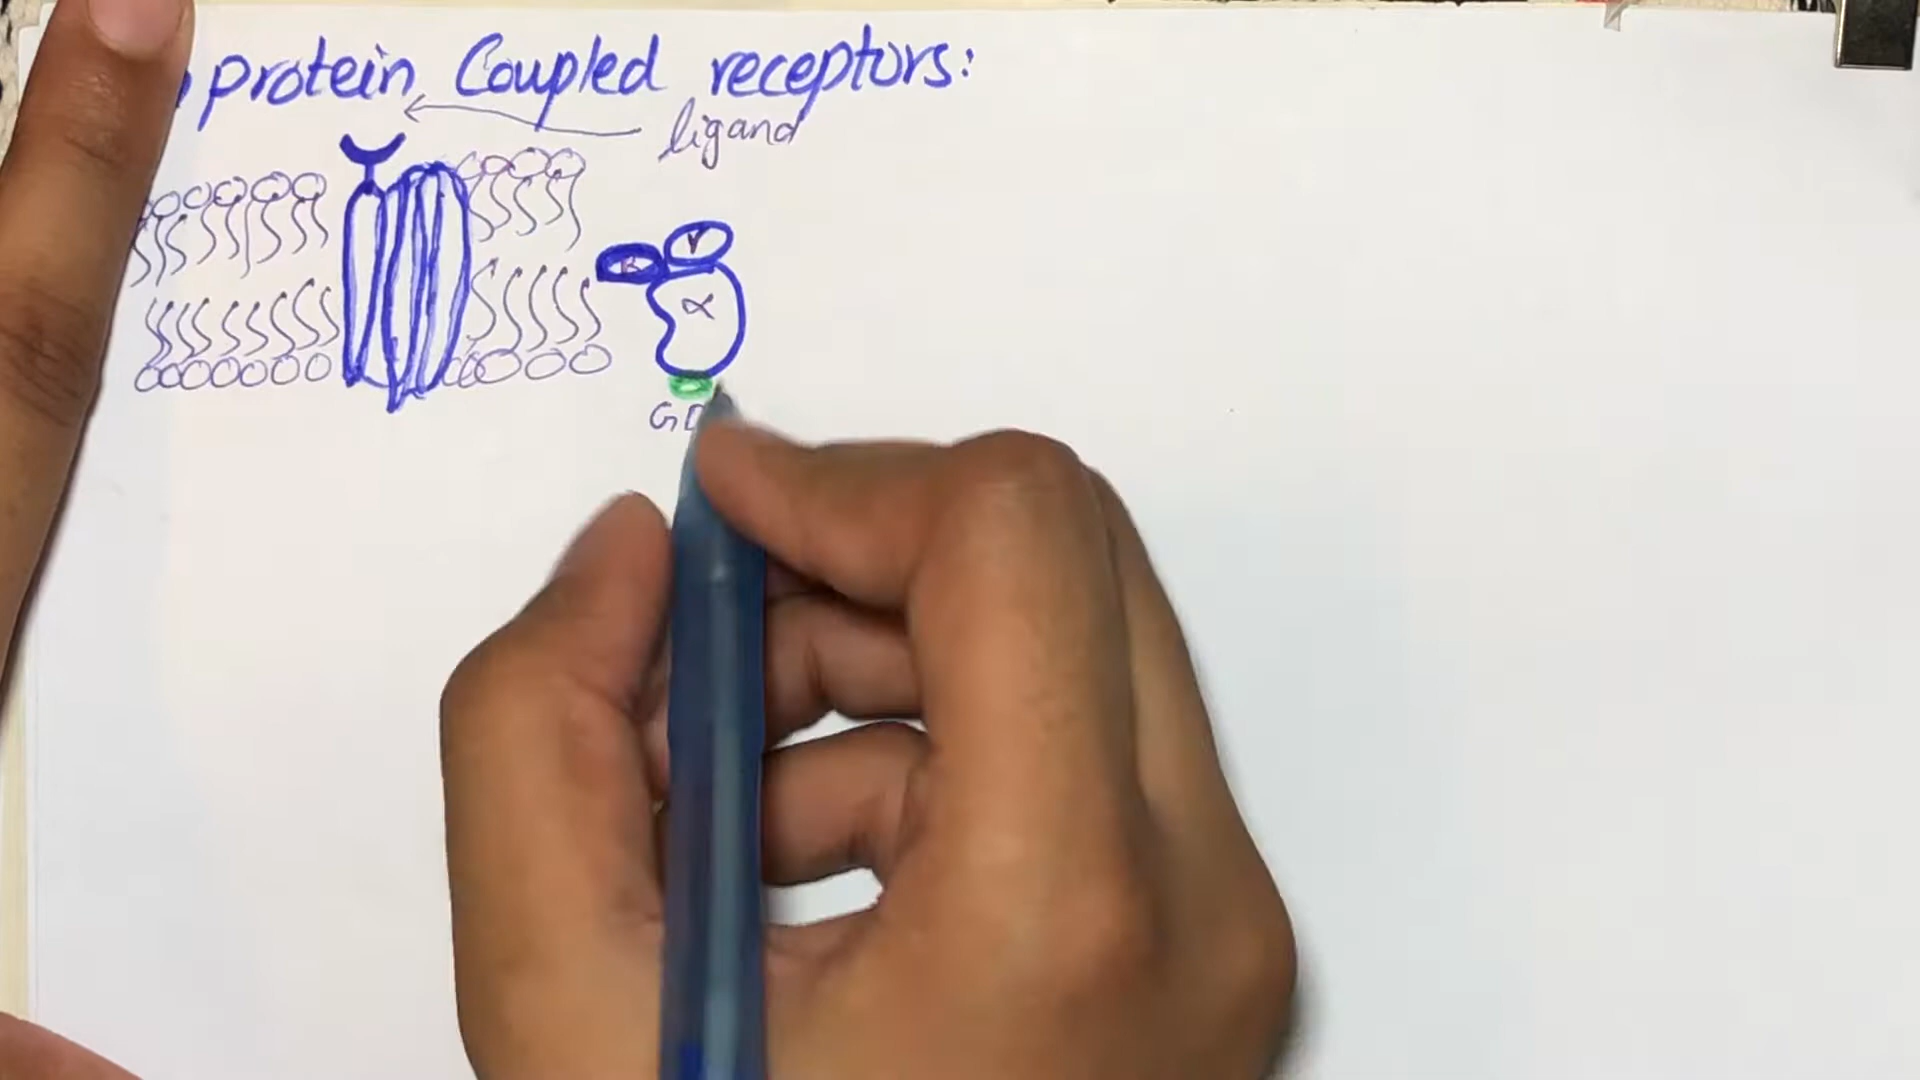 protein Coupled receptors:
ligand
γ
β
α
GD